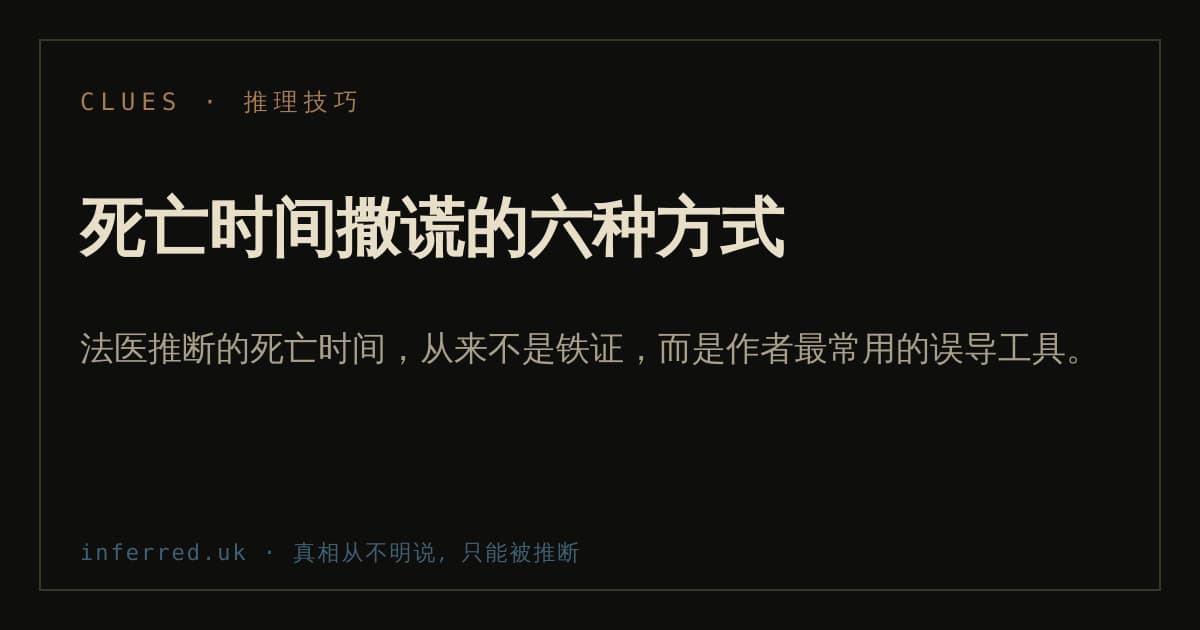 CLUES · 推理技巧
死亡时间撒谎的六种方式
法医推断的死亡时间，从来不是铁证，而是作者最常用的误导工具。
inferred.uk · 真相从不明说，只能被推断